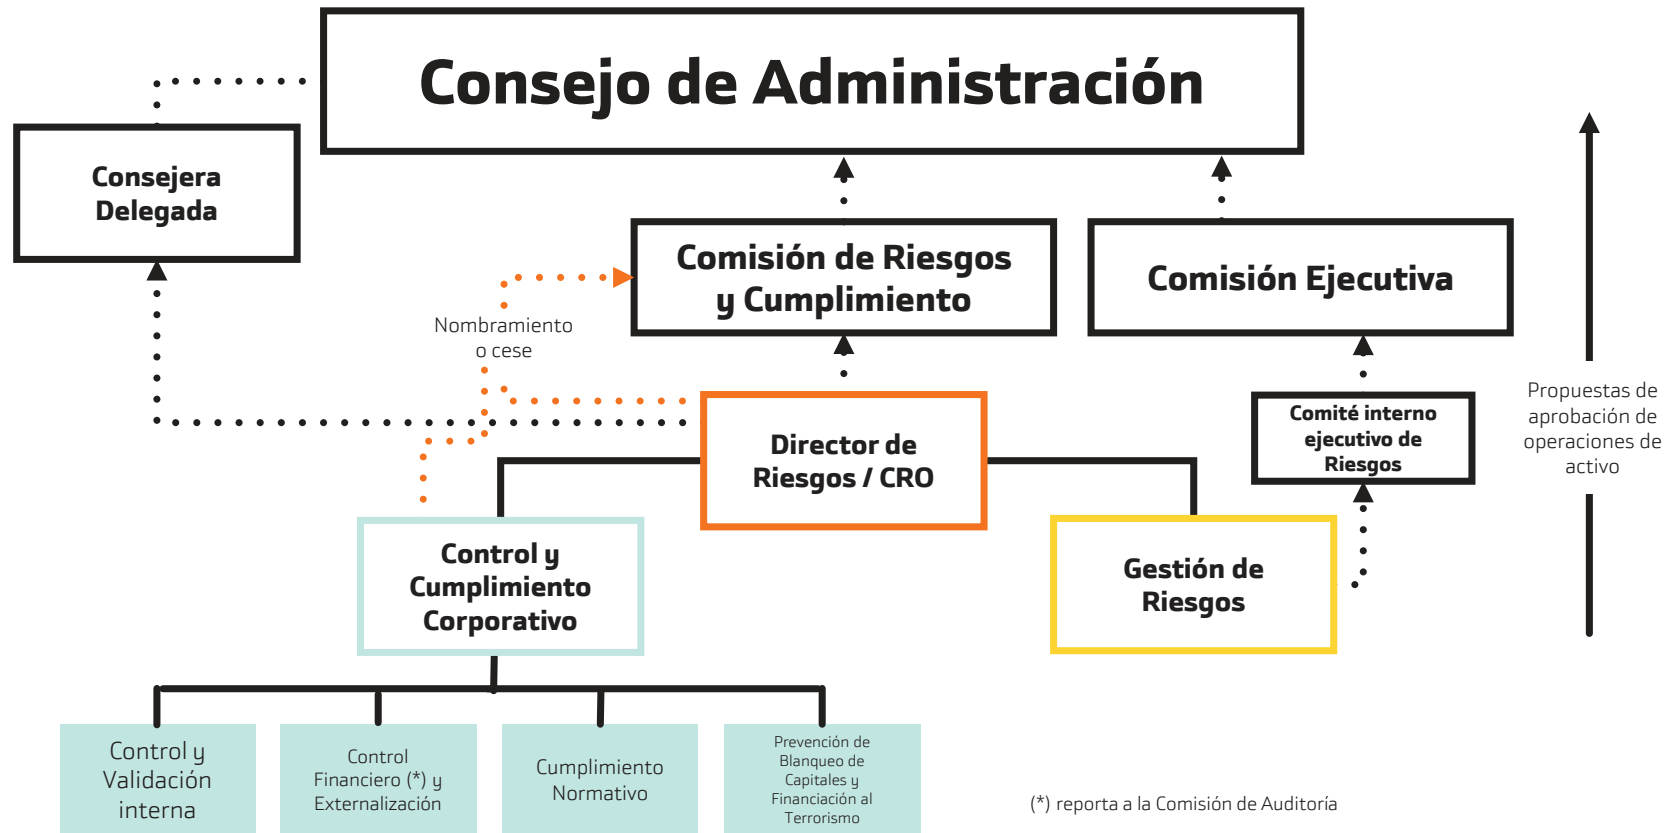 Consejo de Administración
Consejera
Delegada
Comisión de Riesgos
y Cumplimiento
Comisión Ejecutiva
Nombramiento
o cese
Director de
Riesgos / CRO
Comité interno
ejecutivo de
Riesgos
Propuestas de
aprobación de
operaciones de
activo
Control y
Cumplimiento
Corporativo
Gestión de
Riesgos
Control y
Validación
interna
Control
Financiero (*) y
Externalización
Cumplimiento
Normativo
Prevención de
Blanqueo de
Capitales y
Financiación al
Terrorismo
(*) reporta a la Comisión de Auditoría